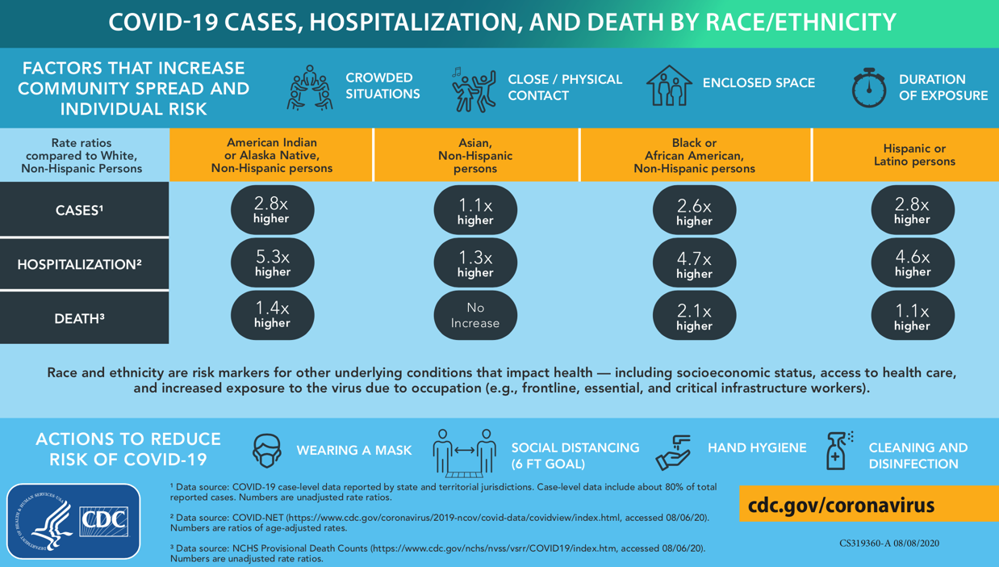 COVID-19 CASES, HOSPITALIZATION, AND DEATH BY RACE/ETHNICITY
FACTORS THAT INCREASE
COMMUNITY SPREAD AND
INDIVIDUAL RISK
CROWDED
SITUATIONS
CLOSE / PHYSICAL
CONTACT
ENCLOSED SPACE
DURATION
OF EXPOSURE
Rate ratios
compared to White,
Non-Hispanic Persons
American Indian
or Alaska Native,
Non-Hispanic persons
Asian,
Non-Hispanic
persons
Black or
African American,
Non-Hispanic persons
Hispanic or
Latino persons
CASES¹
2.8x
higher
1.1x
higher
2.6x
higher
2.8x
higher
HOSPITALIZATION²
5.3x
higher
1.3x
higher
4.7x
higher
4.6x
higher
DEATH³
1.4x
higher
No
Increase
2.1x
higher
1.1x
higher
Race and ethnicity are risk markers for other underlying conditions that impact health — including socioeconomic status, access to health care,
and increased exposure to the virus due to occupation (e.g., frontline, essential, and critical infrastructure workers).
ACTIONS TO REDUCE
RISK OF COVID-19
WEARING A MASK
SOCIAL DISTANCING
(6 FT GOAL)
HAND HYGIENE
CLEANING AND
DISINFECTION
DEPARTMENT OF HEALTH & HUMAN SERVICES • USA
CDC
¹ Data source: COVID-19 case-level data reported by state and territorial jurisdictions. Case-level data include about 80% of total
reported cases. Numbers are unadjusted rate ratios.
² Data source: COVID-NET (https://www.cdc.gov/coronavirus/2019-ncov/covid-data/covidview/index.html, accessed 08/06/20).
Numbers are ratios of age-adjusted rates.
³ Data source: NCHS Provisional Death Counts (https://www.cdc.gov/nchs/nvss/vsrr/COVID19/index.htm, accessed 08/06/20).
Numbers are unadjusted rate ratios.
cdc.gov/coronavirus
CS319360-A 08/08/2020